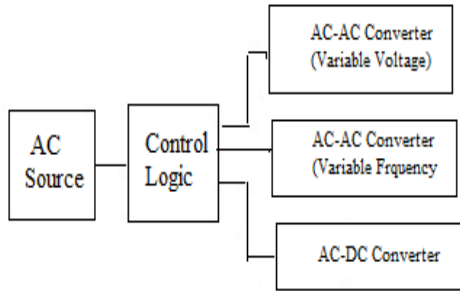 AC-AC Converter
(Variable Voltage)
AC
Source
Control
Logic
AC-AC Converter
(Variable Frquency
AC-DC Converter